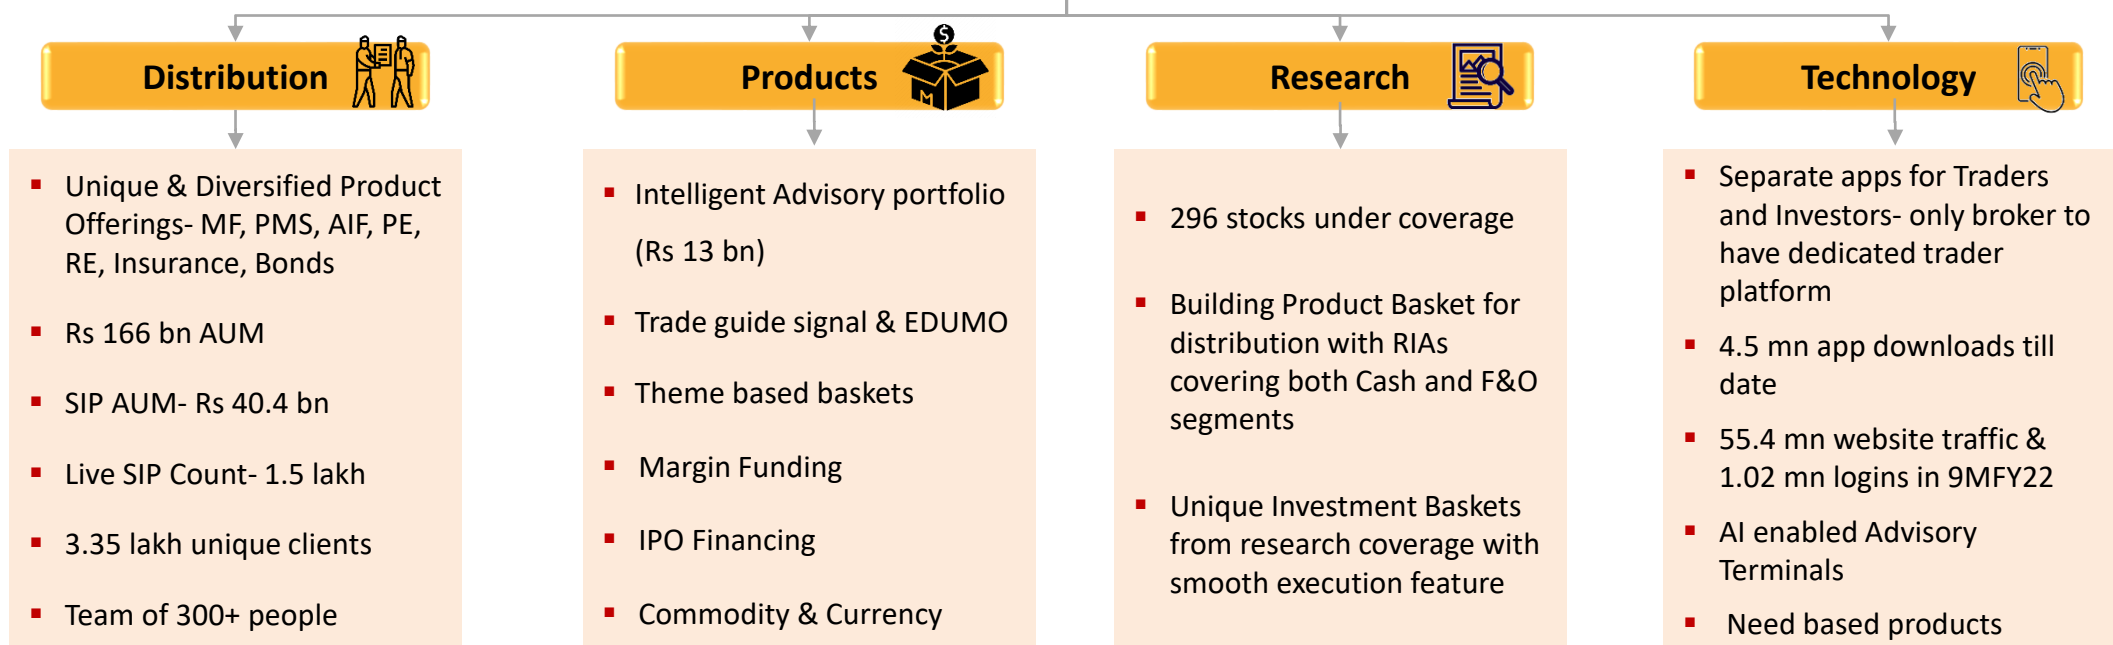 Distribution
Unique & Diversified Product
Offerings- MF, PMS, AIF, PE,
RE, Insurance, Bonds
Rs 166 bn AUM
SIP AUM- Rs 40.4 bn
Live SIP Count- 1.5 lakh
3.35 lakh unique clients
Team of 300+ people
Products
$
M
Intelligent Advisory portfolio
(Rs 13 bn)
Trade guide signal & EDUMO
Theme based baskets
Margin Funding
IPO Financing
Commodity & Currency
Research
296 stocks under coverage
Building Product Basket for
distribution with RIAs
covering both Cash and F&O
segments
Unique Investment Baskets
from research coverage with
smooth execution feature
Technology
Separate apps for Traders
and Investors- only broker to
have dedicated trader
platform
4.5 mn app downloads till
date
55.4 mn website traffic &
1.02 mn logins in 9MFY22
AI enabled Advisory
Terminals
Need based products